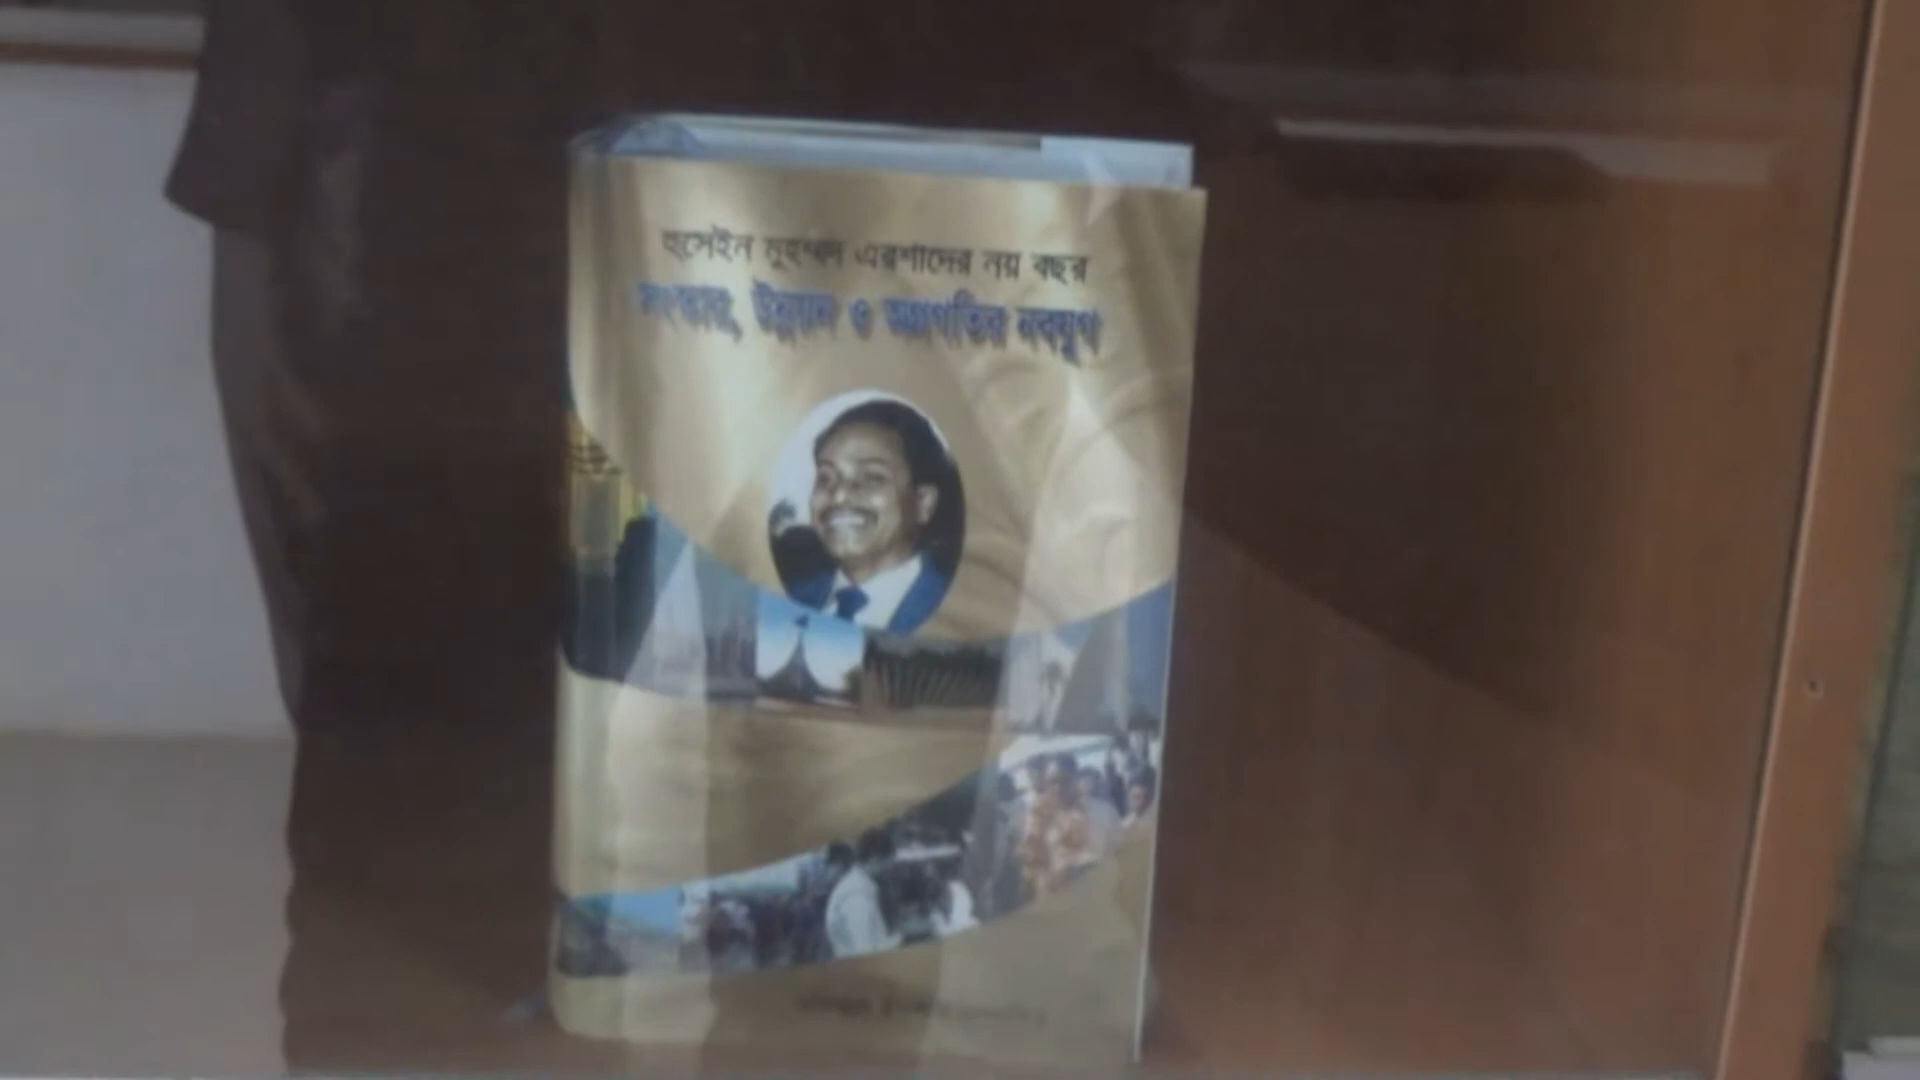 হুসেইন মুহম্মদ এরশাদের নয় বছর
সংস্কার, উন্নয়ন ও অগ্রগতির নবযুগ